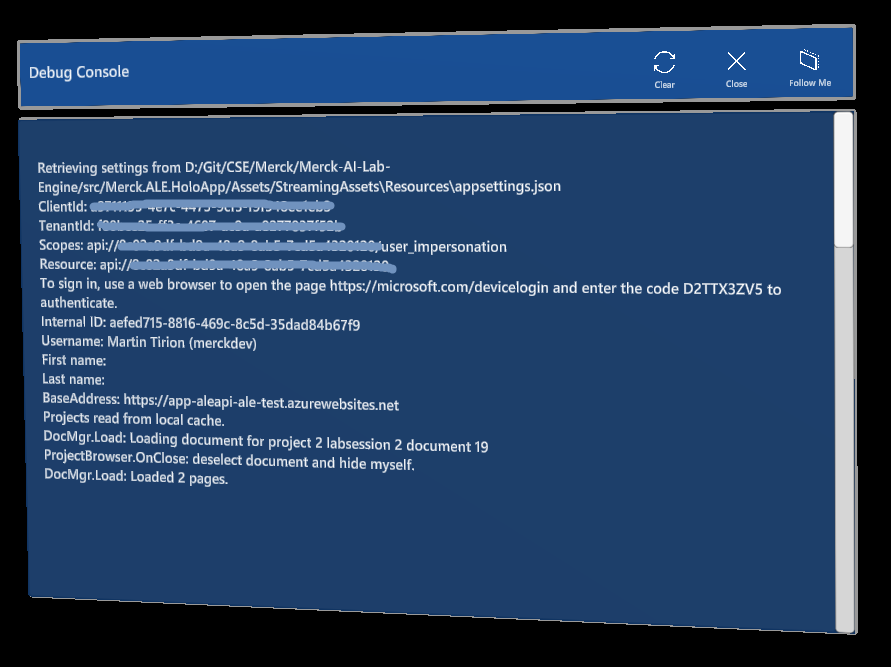 Debug Console
Clear
Close
Follow Me
Retrieving settings from D:/Git/CSE/Merck/Merck-AI-Lab-
Engine/src/Merck.ALE.HoloApp/Assets/StreamingAssets\Resources\appsettings.json
ClientId:
TenantId:
Scopes: api://
/user_impersonation
Resource: api://
To sign in, use a web browser to open the page https://microsoft.com/devicelogin and enter the code D2TTX3ZV5 to
authenticate.
Internal ID: aefed715-8816-469c-8c5d-35dad84b67f9
Username: Martin Tirion (merckdev)
First name:
Last name:
BaseAddress: https://app-aleapi-ale-test.azurewebsites.net
Projects read from local cache.
DocMgr.Load: Loading document for project 2 labsession 2 document 19
ProjectBrowser.OnClose: deselect document and hide myself.
DocMgr.Load: Loaded 2 pages.